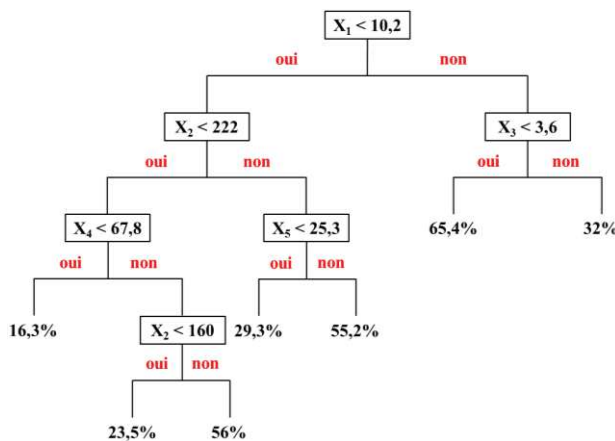 X₁ < 10,2
oui non
X₂ < 222 X₃ < 3,6
oui non oui non
X₄ < 67,8 X₅ < 25,3 65,4% 32%
oui non oui non
16,3% X₂ < 160 29,3% 55,2%
oui non
23,5% 56%